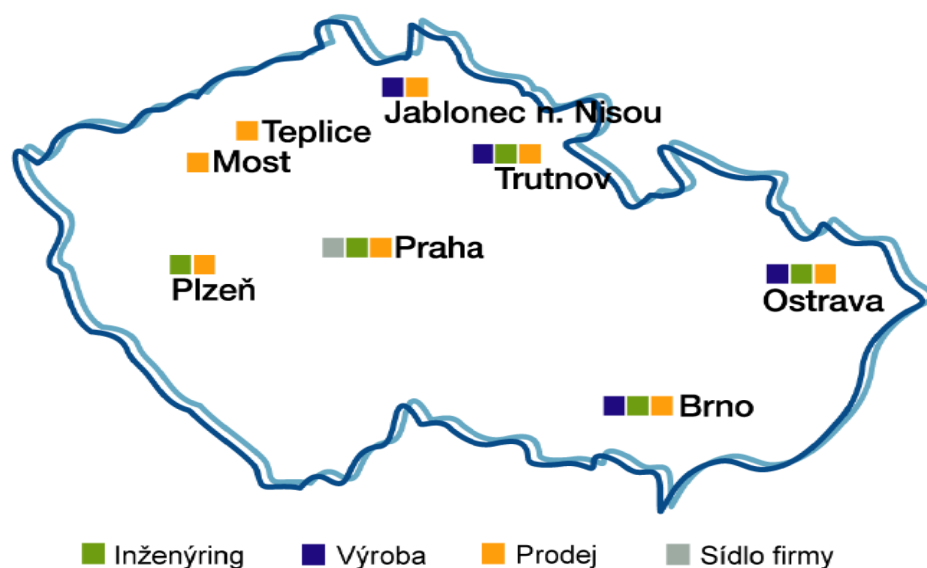 Jablonec n. Nisou
Teplice
Most
Trutnov
Praha
Plzeň
Ostrava
Brno
Inženýring
Výroba
Prodej
Sídlo firmy